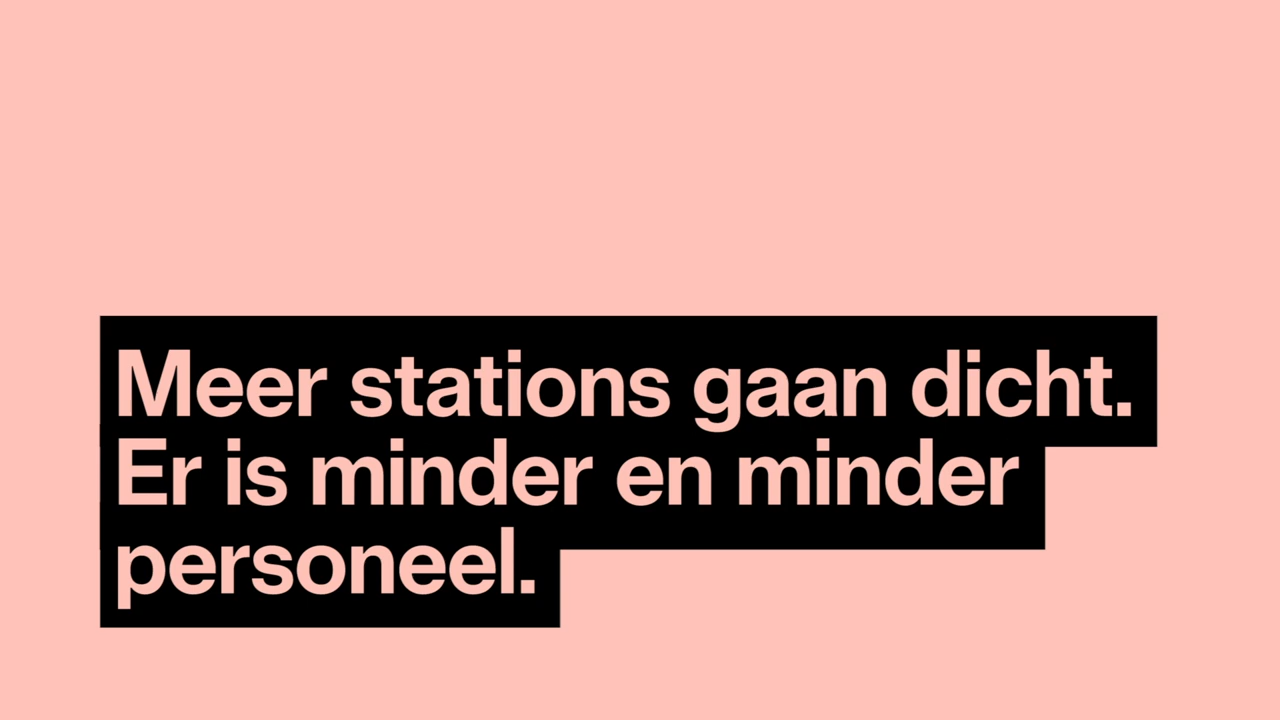 Meer stations gaan dicht.
Er is minder en minder
personeel.